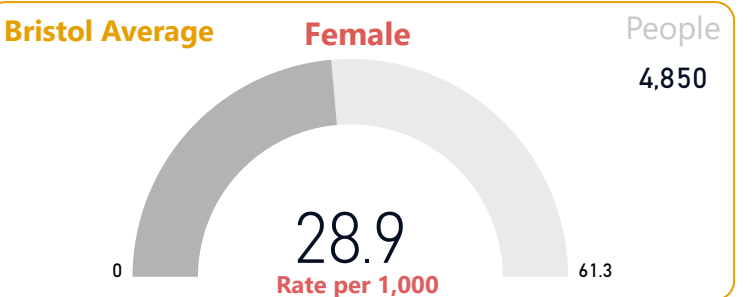 Bristol Average
Female
People
4,850
28.9
0
61.3
Rate per 1,000